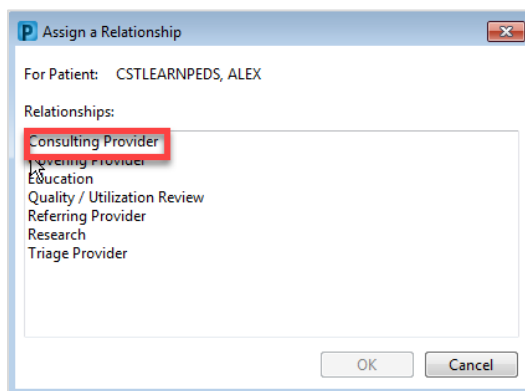 P Assign a Relationship
For Patient: CSTLEARNPEDS, ALEX
Relationships:
Consulting Provider
Covering Provider
Education
Quality / Utilization Review
Referring Provider
Research
Triage Provider
OK Cancel